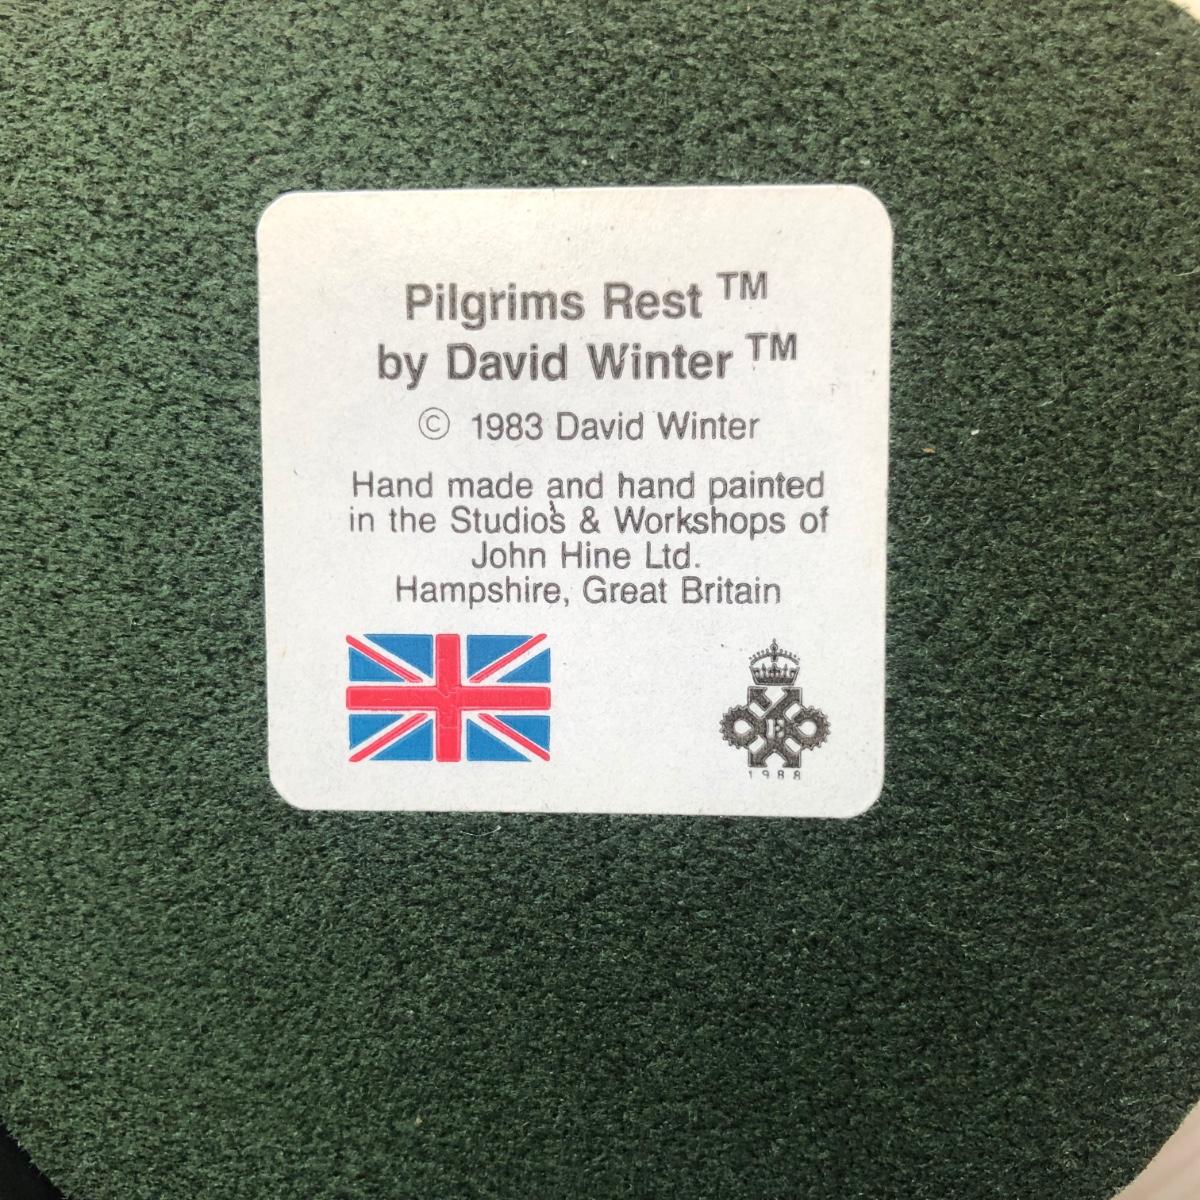 Pilgrims Rest ™
by David Winter ™
© 1983 David Winter
Hand made and hand painted
in the Studios & Workshops of
John Hine Ltd.
Hampshire, Great Britain
1988